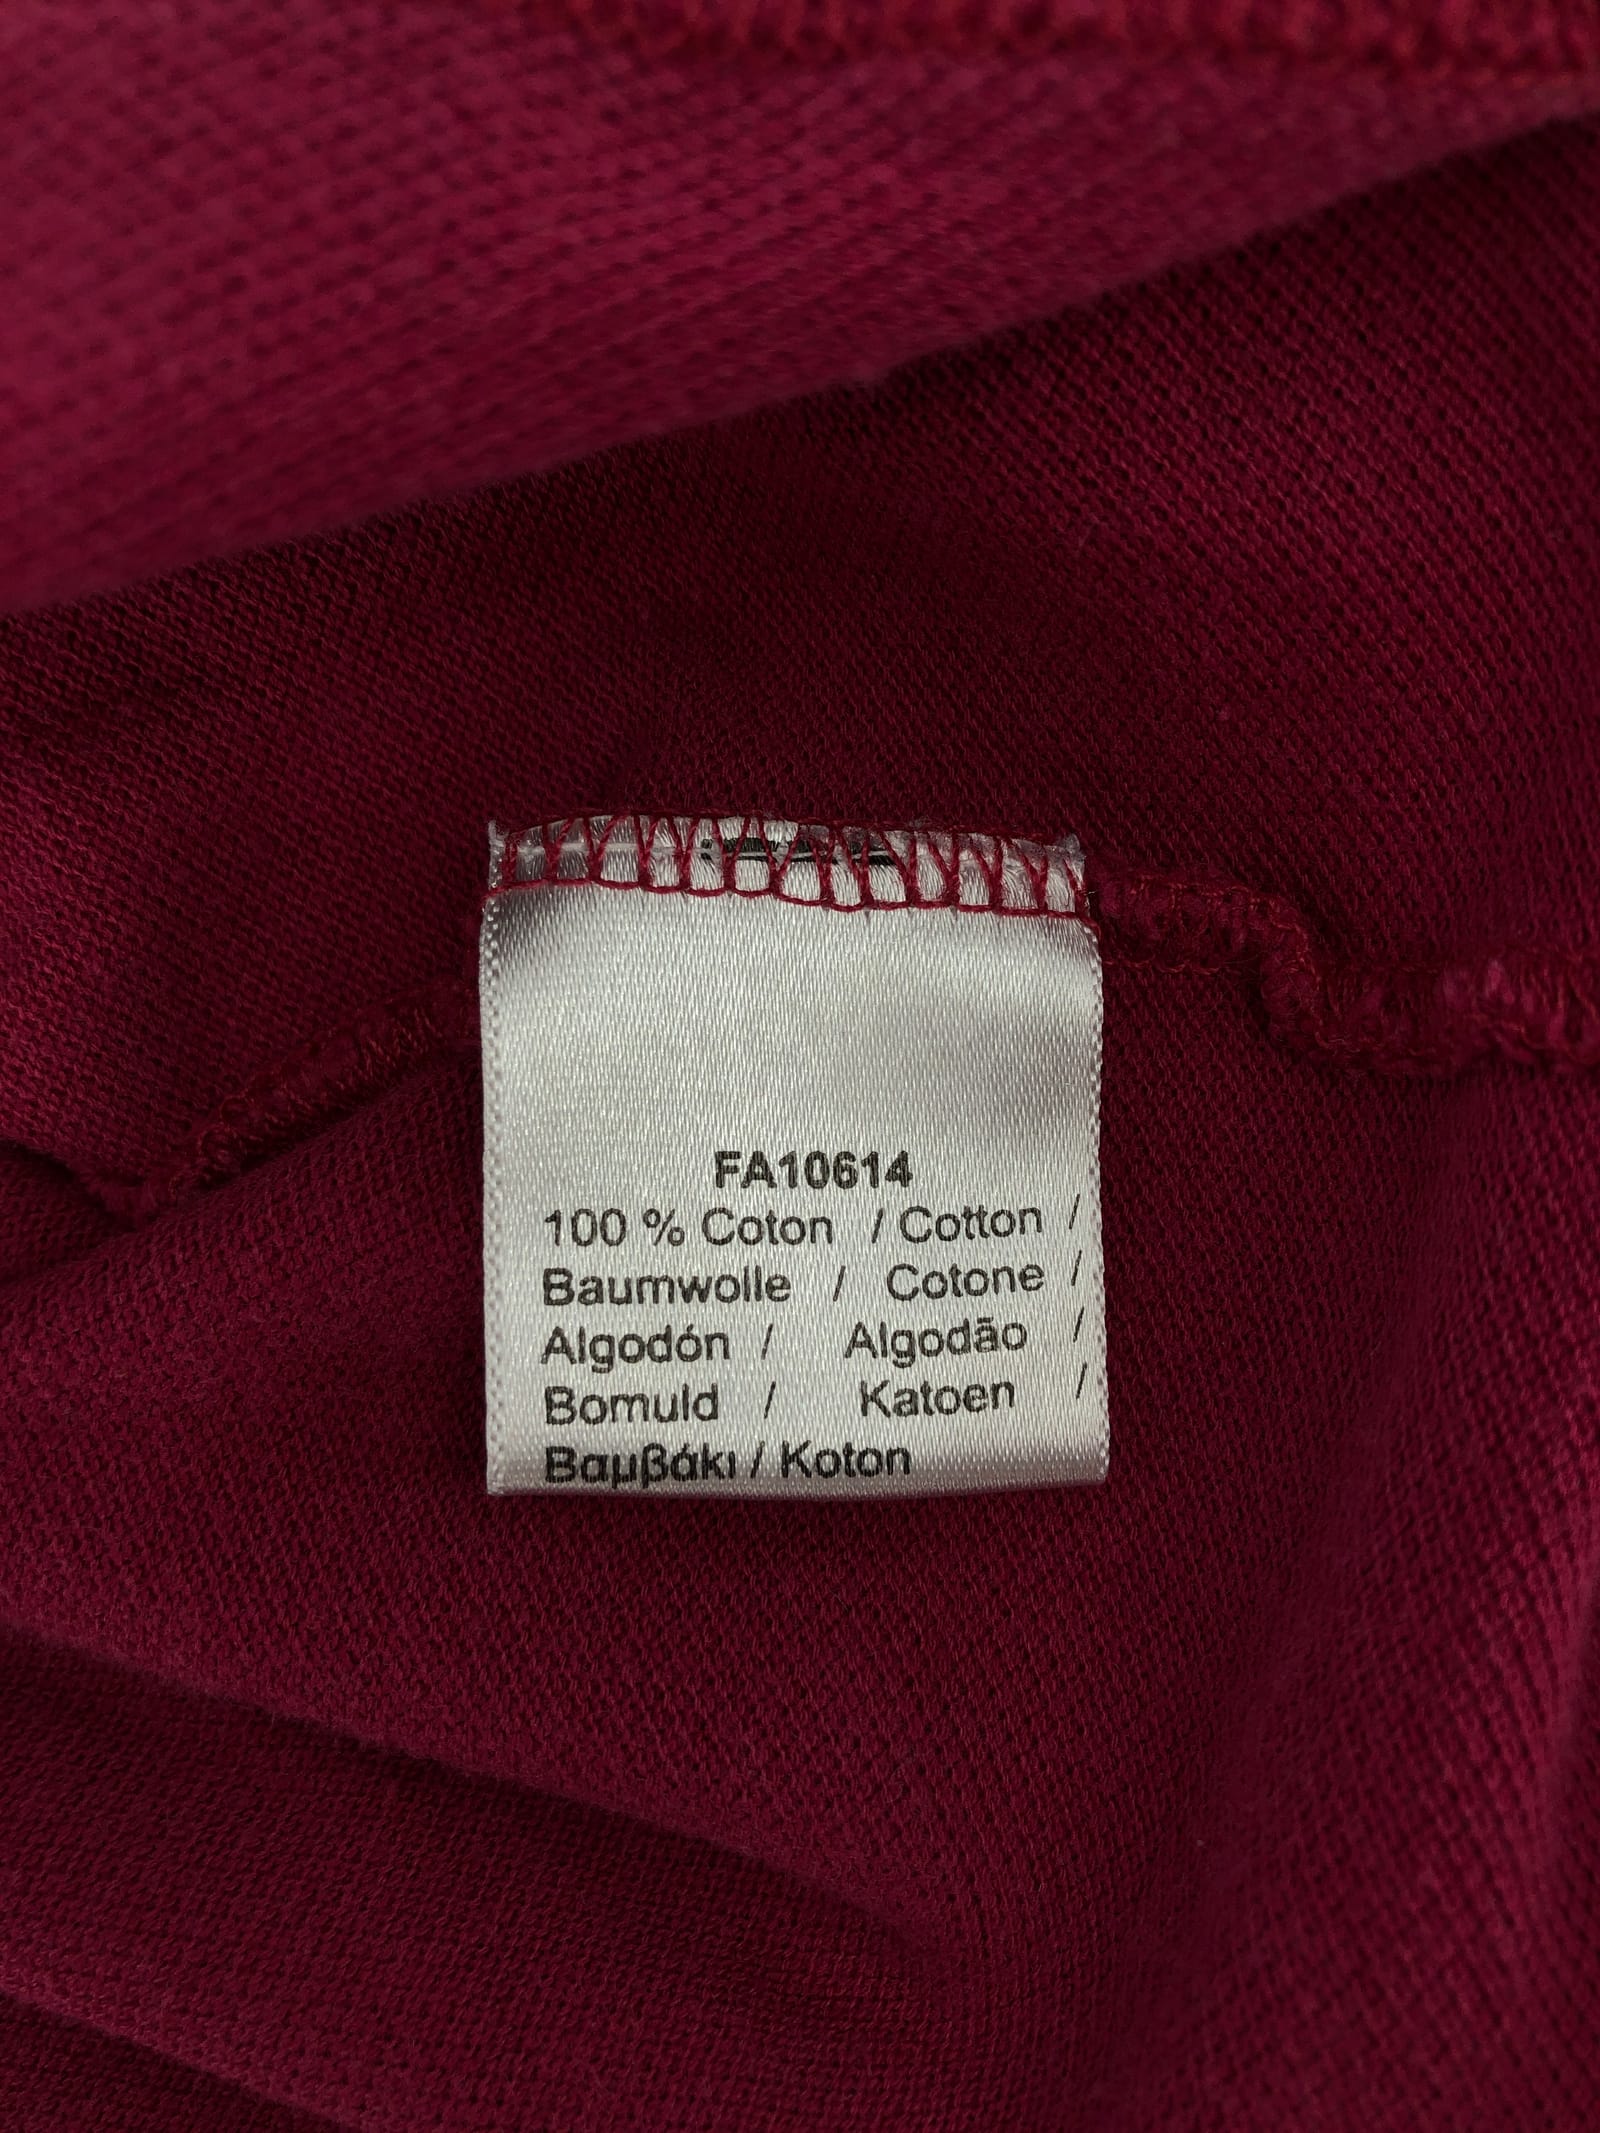 FA10614
100 % Coton / Cotton /
Baumwolle / Cotone /
Algodón / Algodão /
Bomuld / Katoen /
Βαμβάκι / Koton